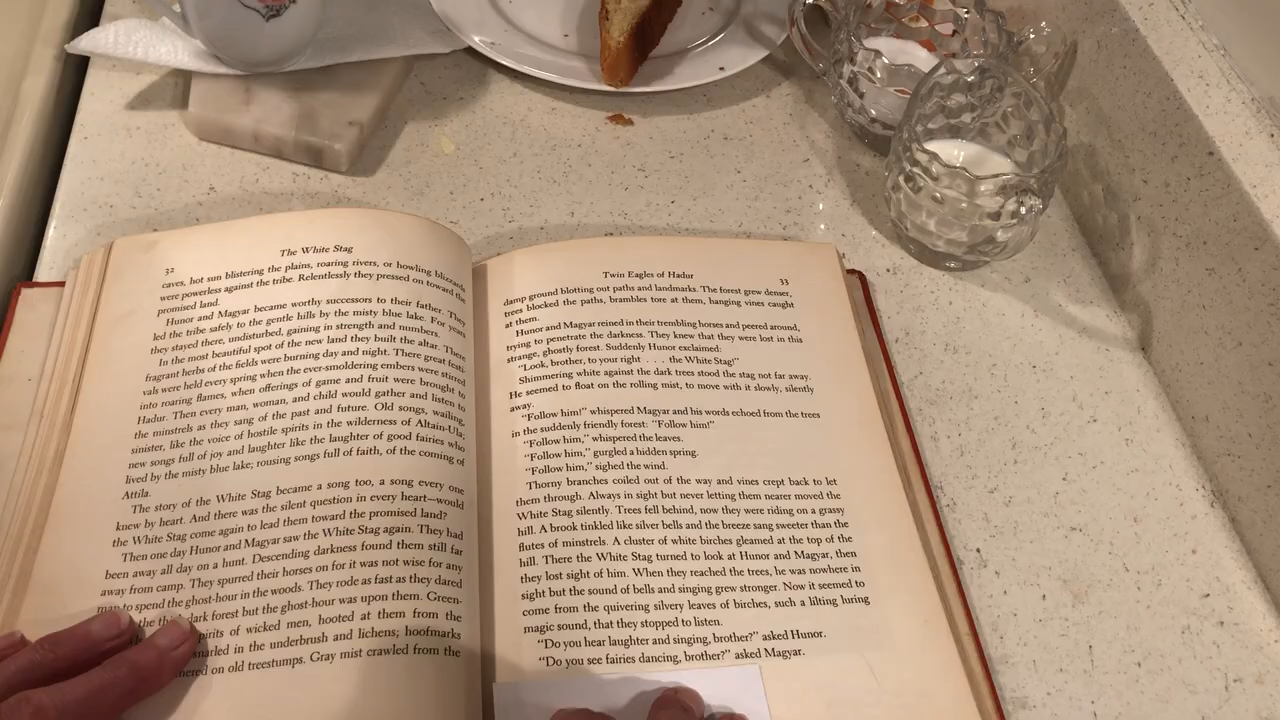 32
The White Stag
caves, hot sun blistering the plains, roaring rivers, or howling blizzards
were powerless against the tribe. Relentlessly they pressed on toward the
promised land.
Hunor and Magyar became worthy successors to their father. They
led the tribe safely to the gentle hills by the misty blue lake. For years
they stayed there, undisturbed, gaining in strength and numbers.
In the most beautiful spot of the new land they built the altar. There
fragrant herbs of the fields were burning day and night. There great festi-
vals were held every spring when the ever-smoldering embers were stirred
into roaring flames, when offerings of game and fruit were brought to
Hadur. Then every man, woman, and child would gather and listen to
the minstrels as they sang of the past and future. Old songs, wailing,
sinister, like the voice of hostile spirits in the wilderness of Altain-Ula;
new songs full of joy and laughter like the laughter of good fairies who
lived by the misty blue lake; rousing songs full of faith, of the coming of
Attila.
The story of the White Stag became a song too, a song every one
knew by heart. And there was the silent question in every heart—would
the White Stag come again to lead them toward the promised land?
Then one day Hunor and Magyar saw the White Stag again. They had
been away all day on a hunt. Descending darkness found them still far
away from camp. They spurred their horses on for it was not wise for any
man to spend the ghost-hour in the woods. They rode as fast as they dared
the dark forest but the ghost-hour was upon them. Green-
spirits of wicked men, hooted at them from the
snarled in the underbrush and lichens; hoofmarks
on old treestumps. Gray mist crawled from the
Twin Eagles of Hadur
33
damp ground blotting out paths and landmarks. The forest grew denser,
trees blocked the paths, brambles tore at them, hanging vines caught
at them.
Hunor and Magyar reined in their trembling horses and peered around,
trying to penetrate the darkness. They knew that they were lost in this
strange, ghostly forest. Suddenly Hunor exclaimed:
"Look, brother, to your right . . . the White Stag!"
Shimmering white against the dark trees stood the stag not far away.
He seemed to float on the rolling mist, to move with it slowly, silently
away.
"Follow him!" whispered Magyar and his words echoed from the trees
in the suddenly friendly forest: "Follow him!"
"Follow him," whispered the leaves.
"Follow him," gurgled a hidden spring.
"Follow him," sighed the wind.
Thorny branches coiled out of the way and vines crept back to let
them through. Always in sight but never letting them nearer moved the
White Stag silently. Trees fell behind, now they were riding on a grassy
hill. A brook tinkled like silver bells and the breeze sang sweeter than the
flutes of minstrels. A cluster of white birches gleamed at the top of the
hill. There the White Stag turned to look at Hunor and Magyar, then
they lost sight of him. When they reached the trees, he was nowhere in
sight but the sound of bells and singing grew stronger. Now it seemed to
come from the quivering silvery leaves of birches, such a lilting luring
magic sound, that they stopped to listen.
"Do you hear laughter and singing, brother?" asked Hunor.
"Do you see fairies dancing, brother?" asked Magyar.